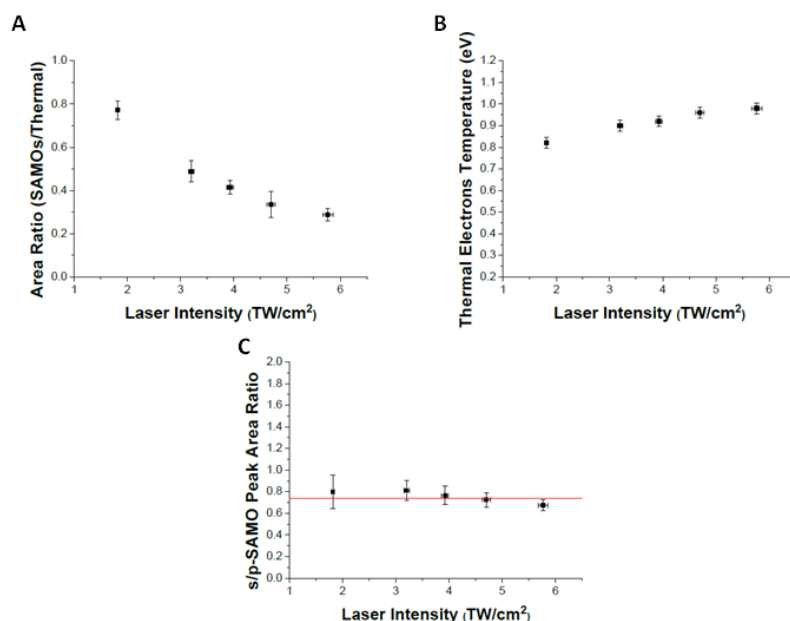 A
Area Ratio (SAMOs/Thermal)
1.0
0.8
0.6
0.4
0.2
0.0
1 2 3 4 5 6
Laser Intensity (TW/cm²)
B
Thermal Electrons Temperature (eV)
1.2
1.1
1.0
0.9
0.8
0.7
0.6
0.5
0.4
0.3
0.2
1 2 3 4 5 6
Laser Intensity (TW/cm²)
C
s/p-SAMO Peak Area Ratio
2.0
1.8
1.6
1.4
1.2
1.0
0.8
0.6
0.4
0.2
0.0
1 2 3 4 5 6
Laser Intensity (TW/cm²)